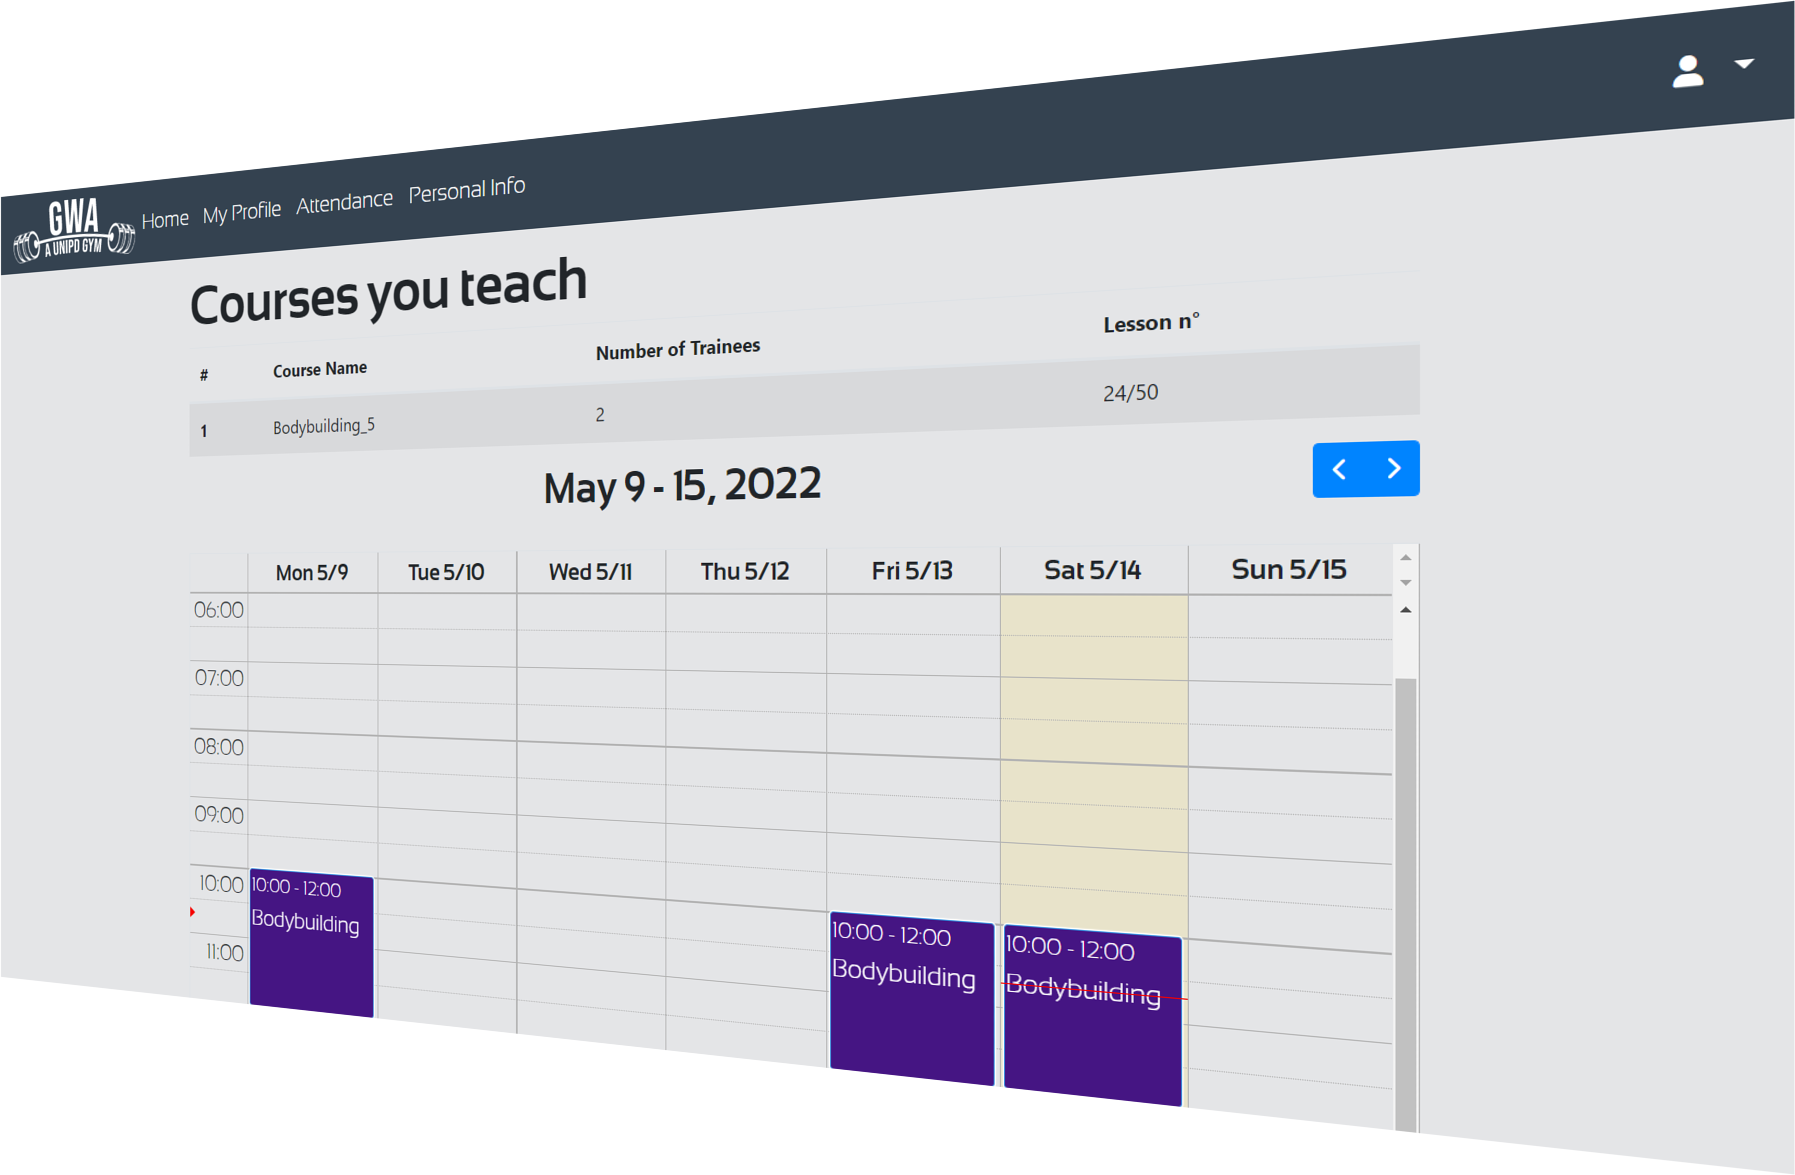 GWA
A UNIPD GYM
Home My Profile Attendance Personal Info
Courses you teach
# Course Name Number of Trainees Lesson n°
1 Bodybuilding_5 2 24/50
May 9 - 15, 2022
Mon 5/9 Tue 5/10 Wed 5/11 Thu 5/12 Fri 5/13 Sat 5/14 Sun 5/15
06:00
07:00
08:00
09:00
10:00
11:00
10:00 - 12:00
Bodybuilding
10:00 - 12:00
Bodybuilding
10:00 - 12:00
Bodybuilding